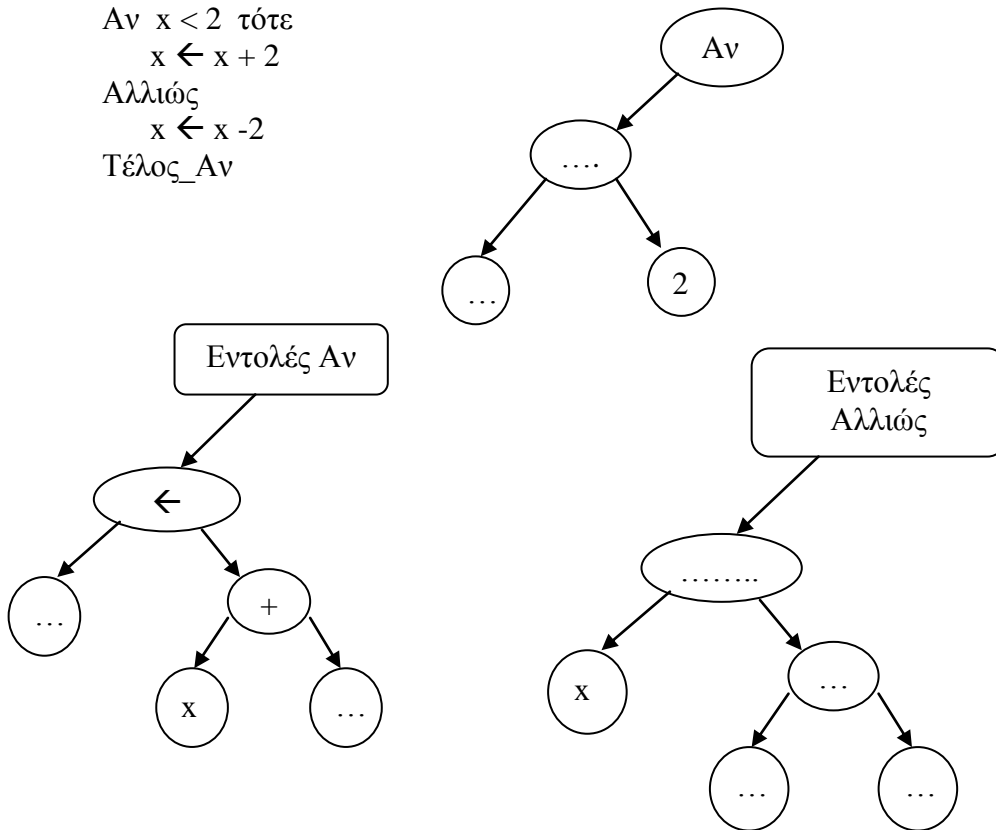 Αν x < 2 τότε
x ← x + 2
Αλλιώς
x ← x -2
Τέλος_Αν
Αν
….
…
2
Εντολές Αν
←
…
+
x
…
Εντολές
Αλλιώς
……..
x
…
…
…